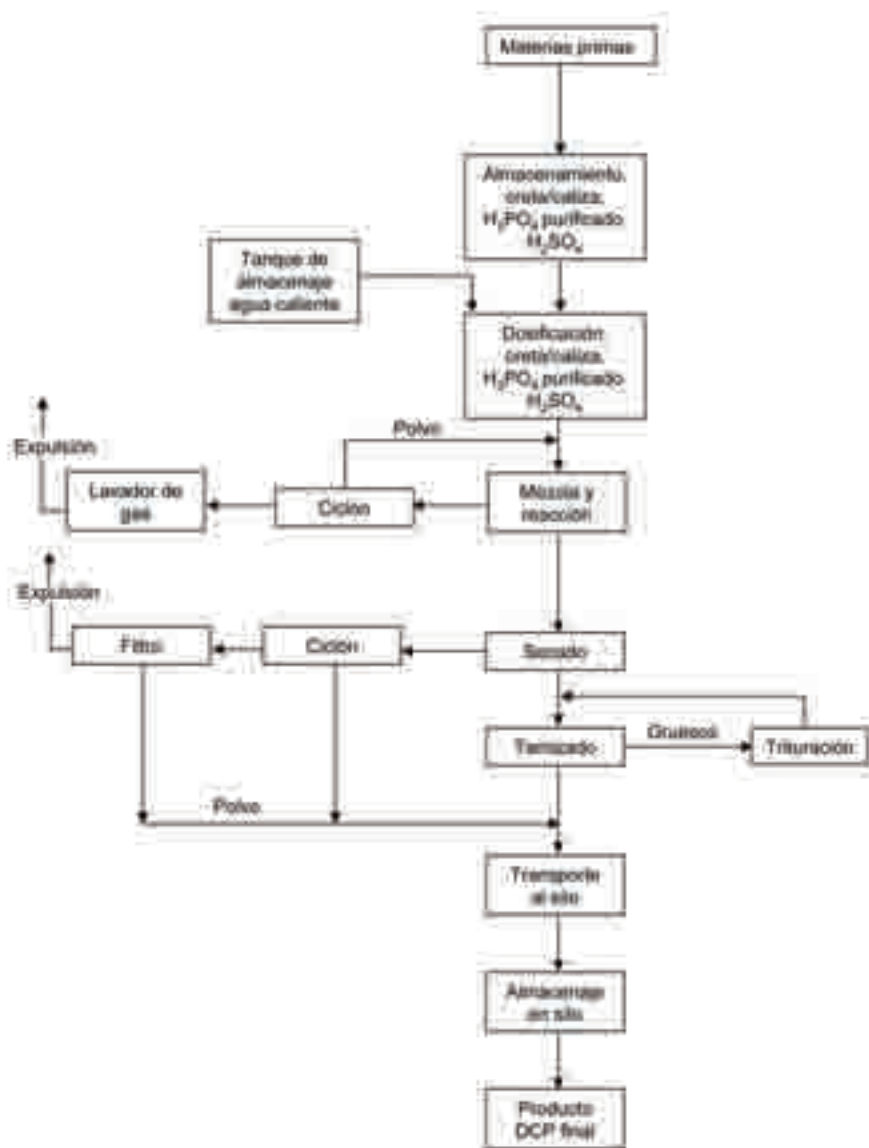 Materias primas
Almacenamiento,
creta/caliza,
H3PO4 purificado
H2SO4
Tanque de
almacenaje
agua caliente
Dosificación
creta/caliza,
H3PO4 purificado
H2SO4
Polvo
Expulsión
Lavador de
gas
Ciclón
Mezcla y
reacción
Expulsión
Ciclón
Secado
Gruesos
Tamizado
Trituración
Polvo
Transporte
al silo
Almacenaje
en silo
Producto
DCP final